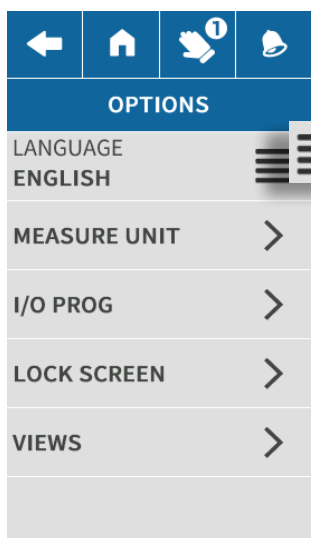 1
OPTIONS
LANGUAGE
ENGLISH
MEASURE UNIT
I/O PROG
LOCK SCREEN
VIEWS